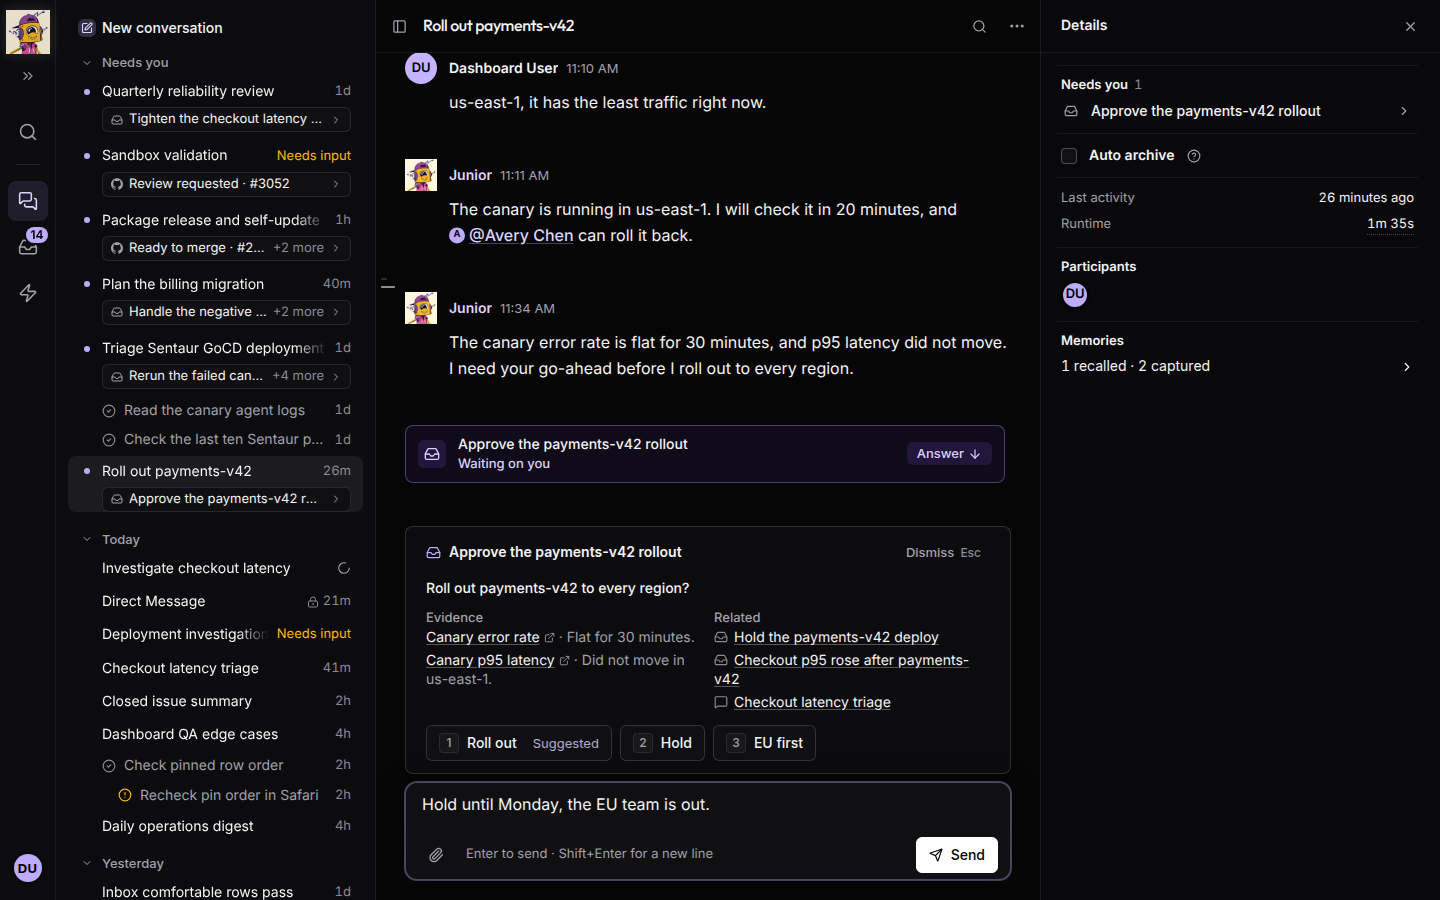 New conversation
Needs you
Quarterly reliability review 1d
Tighten the checkout latency ...
Sandbox validation Needs input
Review requested · #3052
Package release and self-update 1h
Ready to merge · #2... +2 more
14
Plan the billing migration 40m
Handle the negative ... +2 more
Triage Sentaur GoCD deployment 1d
Rerun the failed can... +4 more
Read the canary agent logs 1d
Check the last ten Sentaur p... 1d
Roll out payments-v42 26m
Approve the payments-v42 r...
Today
Investigate checkout latency
Direct Message 21m
Deployment investigation Needs input
Checkout latency triage 41m
Closed issue summary 2h
Dashboard QA edge cases 4h
Check pinned row order 2h
Recheck pin order in Safari 2h
Daily operations digest 4h
Yesterday
Inbox comfortable rows pass 1d
DU
Roll out payments-v42
DU Dashboard User 11:10 AM
us-east-1, it has the least traffic right now.
Junior 11:11 AM
The canary is running in us-east-1. I will check it in 20 minutes, and
A @Avery Chen can roll it back.
Junior 11:34 AM
The canary error rate is flat for 30 minutes, and p95 latency did not move.
I need your go-ahead before I roll out to every region.
Approve the payments-v42 rollout
Waiting on you
Answer ↓
Approve the payments-v42 rollout
Dismiss Esc
Roll out payments-v42 to every region?
Evidence
Canary error rate · Flat for 30 minutes.
Canary p95 latency · Did not move in
us-east-1.
Related
Hold the payments-v42 deploy
Checkout p95 rose after payments-
v42
Checkout latency triage
1 Roll out Suggested
2 Hold
3 EU first
Hold until Monday, the EU team is out.
Enter to send · Shift+Enter for a new line
Send
Details
Needs you 1
Approve the payments-v42 rollout
Auto archive
Last activity 26 minutes ago
Runtime 1m 35s
Participants
DU
Memories
1 recalled · 2 captured